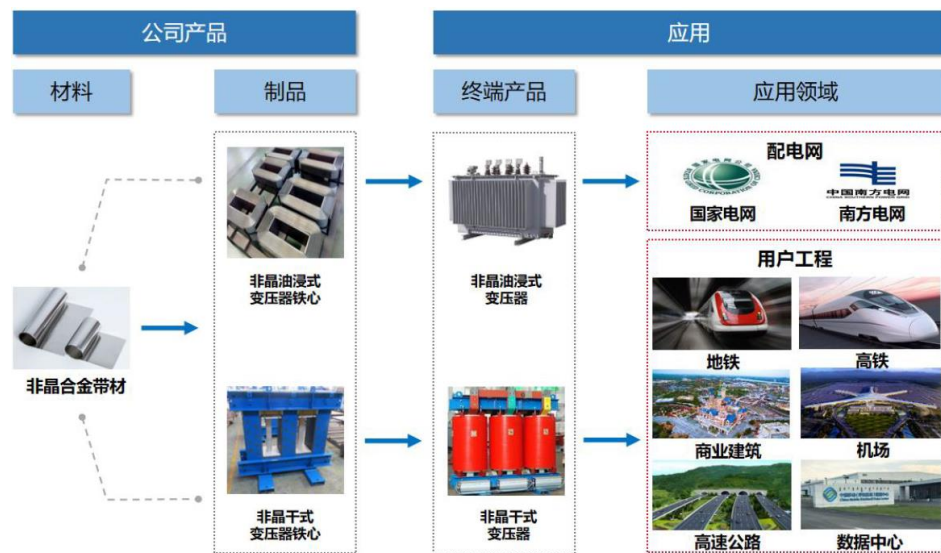 公司产品
应用
材料
制品
终端产品
应用领域
非晶合金带材
非晶油浸式
变压器铁心
非晶干式
变压器铁心
非晶油浸式
变压器
非晶干式
变压器
配电网
国家电网
中国南方电网
CHINA SOUTHERN POWER GRID
南方电网
用户工程
地铁
高铁
商业建筑
机场
高速公路
数据中心